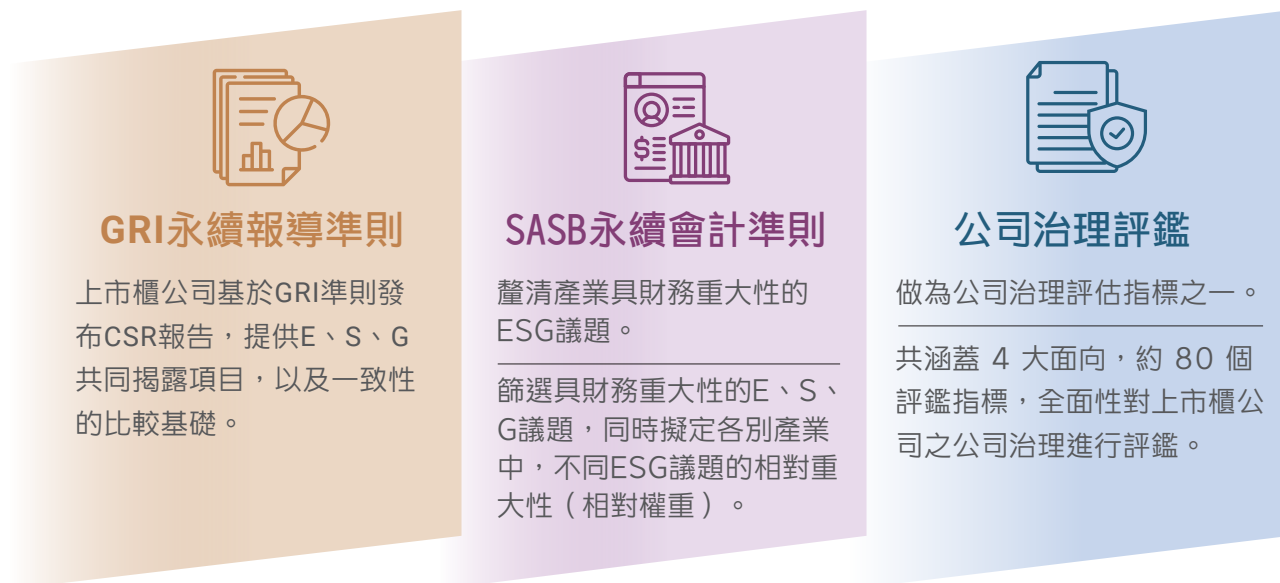 GRI永續報導準則
上市櫃公司基於GRI準則發
布CSR報告，提供E、S、G
共同揭露項目，以及一致性
的比較基礎。
SASB永續會計準則
釐清產業具財務重大性的
ESG議題。
篩選具財務重大性的E、S、
G議題，同時擬定各別產業
中，不同ESG議題的相對重
大性（相對權重）。
公司治理評鑑
做為公司治理評估指標之一。
共涵蓋 4 大面向，約 80 個
評鑑指標，全面性對上市櫃公
司之公司治理進行評鑑。